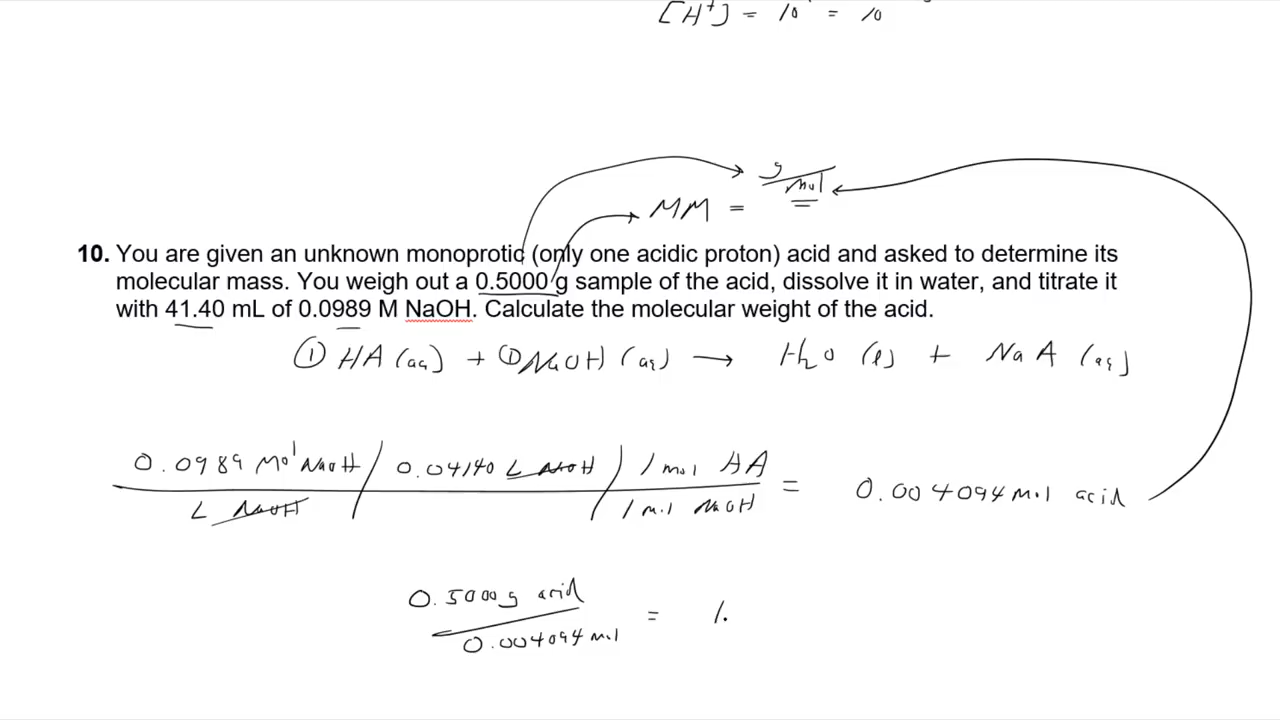 [H⁺] = 10 = 10
g
mol
MM =
10. You are given an unknown monoprotic (only one acidic proton) acid and asked to determine its
molecular mass. You weigh out a 0.5000 g sample of the acid, dissolve it in water, and titrate it
with 41.40 mL of 0.0989 M NaOH. Calculate the molecular weight of the acid.
① HA (aq) + ① NaOH (aq) → H₂O (l) + NaA (aq)
0.0989 mol NaOH / 0.04140 L NaOH / 1 mol HA
L NaOH / 1 mol NaOH = 0.004094 mol acid
0.5000 g acid
0.004094 mol = 1.